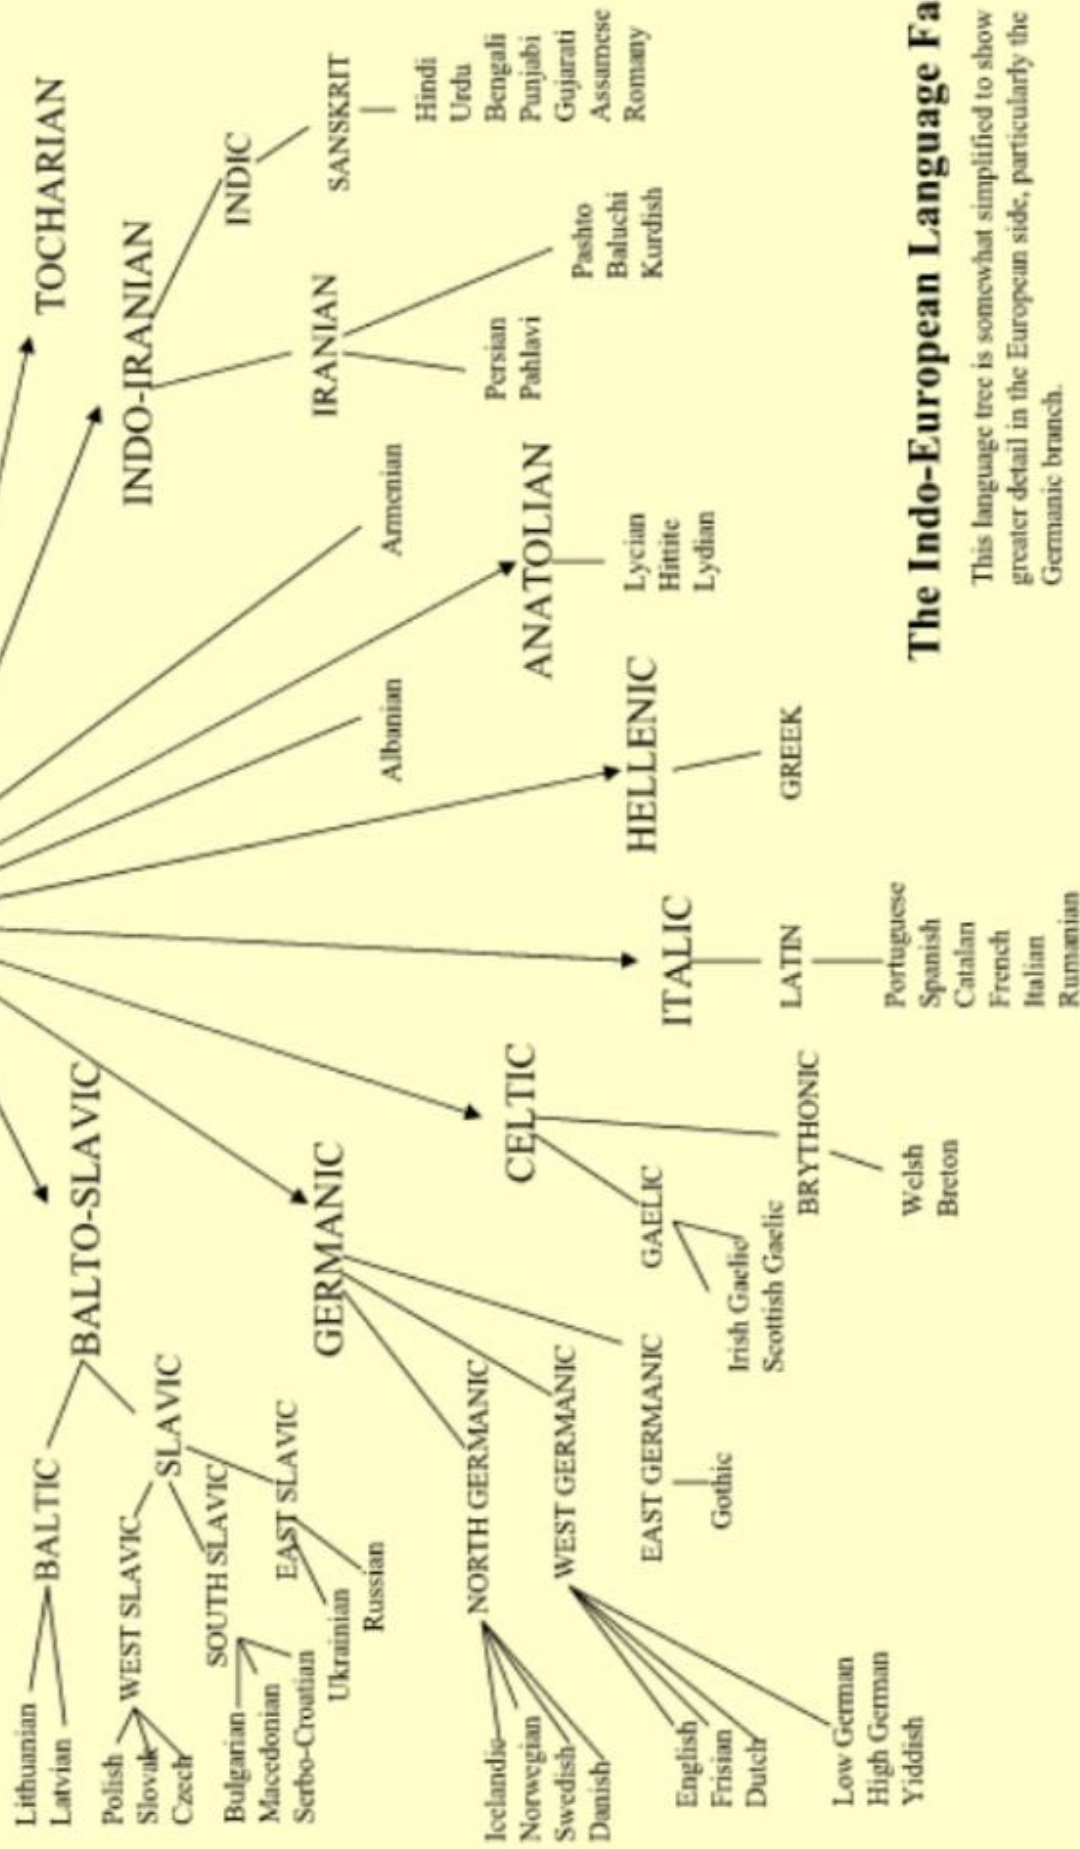 Lithuanian
Latvian
BALTIC
BALTO-SLAVIC
TOCHARIAN
Polish
Slovak
Czech
WEST SLAVIC
SLAVIC
INDO-IRANIAN
Bulgarian
Macedonian
Serbo-Croatian
SOUTH SLAVIC
EAST SLAVIC
Ukrainian
Russian
INDIC
SANSKRIT
Hindi
Urdu
Bengali
Punjabi
Gujarati
Assamese
Romany
IRANIAN
Persian
Pahlavi
Pashto
Baluchi
Kurdish
GERMANIC
Albanian
Armenian
Icelandic
Norwegian
Swedish
Danish
NORTH GERMANIC
WEST GERMANIC
English
Frisian
Dutch
Low German
High German
Yiddish
EAST GERMANIC
Gothic
CELTIC
GAELIC
Irish Gaelic
Scottish Gaelic
BRYTHONIC
Welsh
Breton
ITALIC
LATIN
Portuguese
Spanish
Catalan
French
Italian
Rumanian
HELLENIC
GREEK
ANATOLIAN
Lycian
Hittite
Lydian
The Indo-European Language Fa
This language tree is somewhat simplified to show
greater detail in the European side, particularly the
Germanic branch.